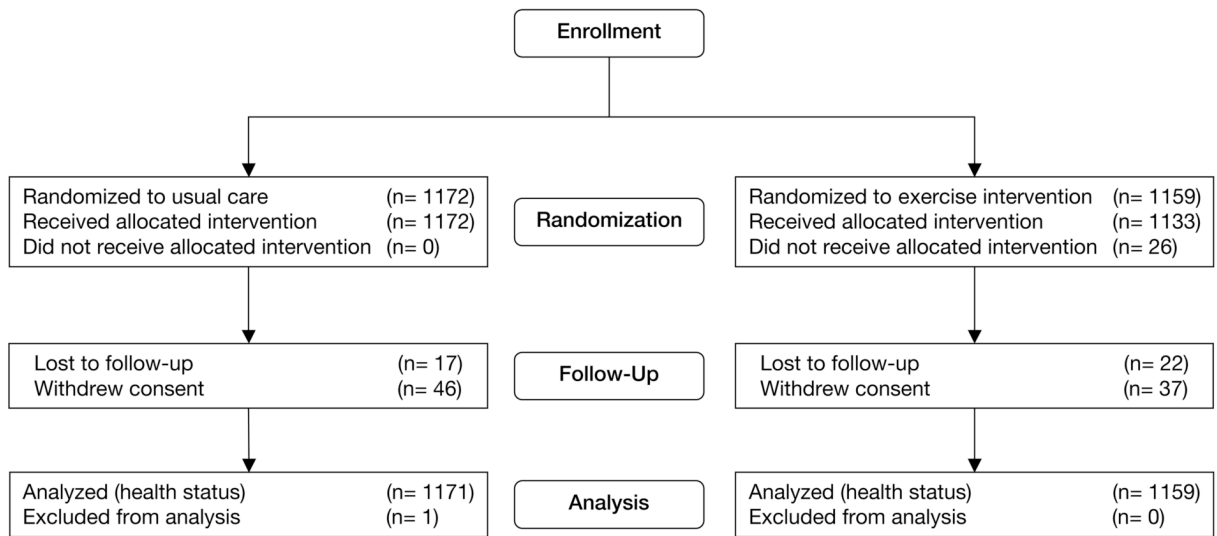 Enrollment
Randomized to usual care (n= 1172)
Received allocated intervention (n= 1172)
Did not receive allocated intervention (n= 0)
Randomization
Randomized to exercise intervention (n= 1159)
Received allocated intervention (n= 1133)
Did not receive allocated intervention (n= 26)
Lost to follow-up (n= 17)
Withdrew consent (n= 46)
Follow-Up
Lost to follow-up (n= 22)
Withdrew consent (n= 37)
Analyzed (health status) (n= 1171)
Excluded from analysis (n= 1)
Analysis
Analyzed (health status) (n= 1159)
Excluded from analysis (n= 0)